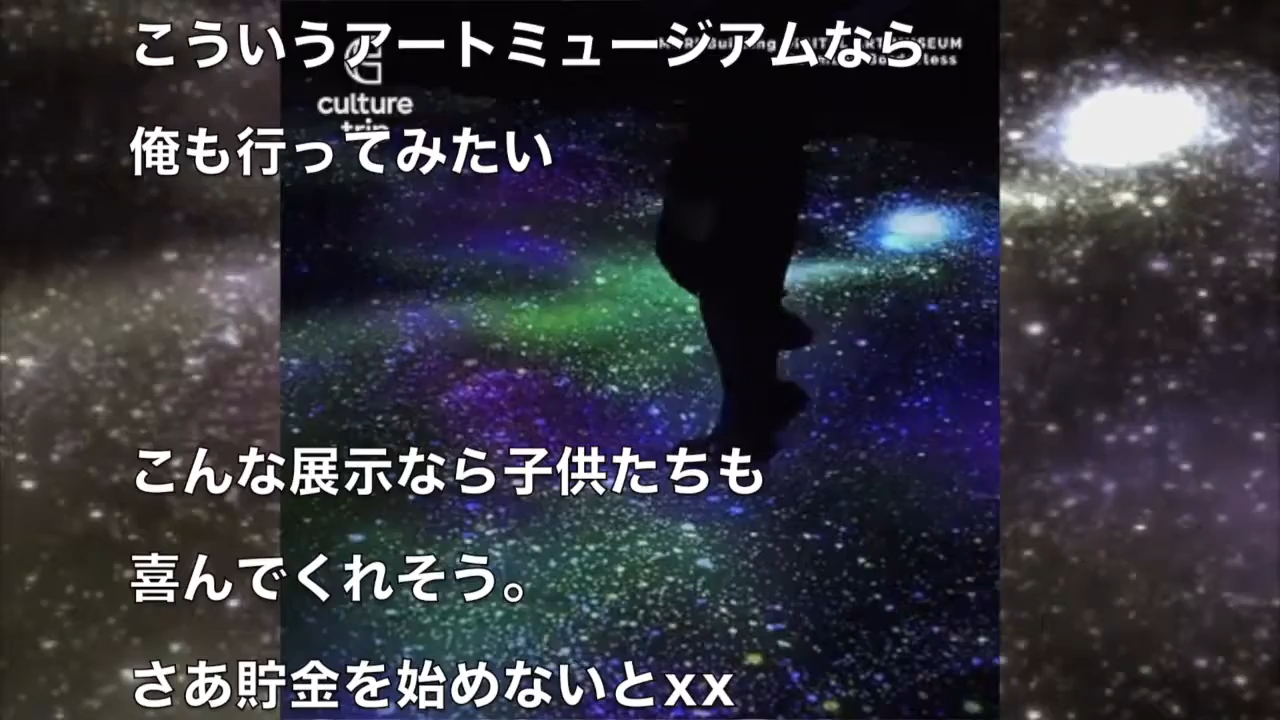 こういうアートミュージアムなら
culture
俺も行ってみたい
こんな展示なら子供たちも
喜んでくれそう。
さあ貯金を始めないとxx